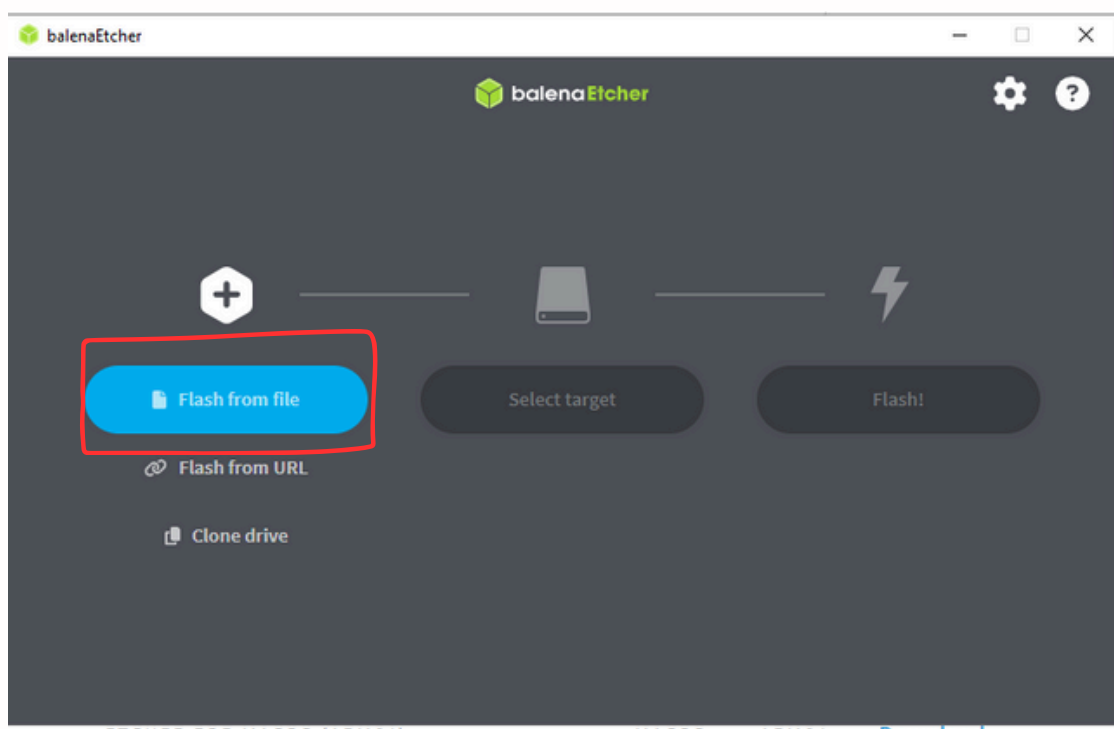 balenaEtcher
balenaEtcher
Flash from file
Select target
Flash!
Flash from URL
Clone drive